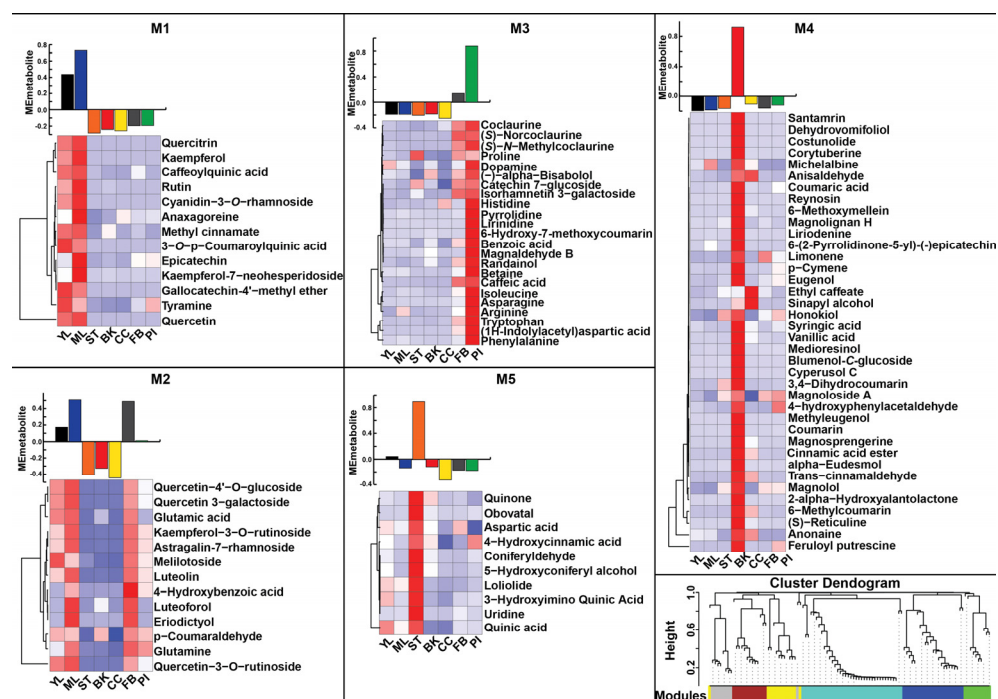 M1
MEmetabolite
0.8
0.6
0.4
0.2
0.0
-0.2
Quercitrin
Kaempferol
Caffeoylquinic acid
Rutin
Cyanidin−3−O−rhamnoside
Anaxagoreine
Methyl cinnamate
3−O−p−Coumaroylquinic acid
Epicatechin
Kaempferol−7−neohesperidoside
Gallocatechin−4'−methyl ether
Tyramine
Quercetin
YL ML ST BK CC FB PI
M3
MEmetabolite
0.8
0.4
0.0
-0.4
Coclaurine
(S)−Norcoclaurine
(S)−N−Methylcoclaurine
Proline
Dopamine
(−)−alpha−Bisabolol
Catechin 7−glucoside
Isorhamnetin 3−galactoside
Histidine
Pyrrolidine
Lirinidine
6−Hydroxy−7−methoxycoumarin
Benzoic acid
Magnaldehyde B
Randainol
Betaine
Caffeic acid
Isoleucine
Asparagine
Arginine
Tryptophan
(1H−Indolylacetyl)aspartic acid
Phenylalanine
YL ML ST BK CC FB PI
M4
MEmetabolite
0.8
0.4
0.0
Santamrin
Dehydrovomifoliol
Costunolide
Corytuberine
Michelalbine
Anisaldehyde
Coumaric acid
Reynosin
6−Methoxymellein
Magnolignan H
Liriodenine
6−(2−Pyrrolidinone−5−yl)−(−)−epicatechin
Limonene
p−Cymene
Eugenol
Ethyl caffeate
Sinapyl alcohol
Honokiol
Syringic acid
Vanillic acid
Medioresinol
Blumenol−C−glucoside
Cyperusol C
3,4−Dihydrocoumarin
Magnoloside A
4−hydroxyphenylacetaldehyde
Methyleugenol
Coumarin
Magnosprengerine
Cinnamic acid ester
alpha−Eudesmol
Trans−cinnamaldehyde
Magnolol
2−alpha−Hydroxyalantolactone
6−Methylcoumarin
(S)−Reticuline
Anonaine
Feruloyl putrescine
YL ML ST BK CC FB PI
M2
MEmetabolite
0.4
0.2
0.0
-0.2
-0.4
Quercetin−4'−O−glucoside
Quercetin 3−galactoside
Glutamic acid
Kaempferol−3−O−rutinoside
Astragalin−7−rhamnoside
Melilotoside
Luteolin
4−Hydroxybenzoic acid
Luteoforol
Eriodictyol
p−Coumaraldehyde
Glutamine
Quercetin−3−O−rutinoside
YL ML ST BK CC FB PI
M5
MEmetabolite
0.8
0.4
0.0
-0.4
Quinone
Obovatal
Aspartic acid
4−Hydroxycinnamic acid
Coniferyldehyde
5−Hydroxyconiferyl alcohol
Loliolide
3−Hydroxyimino Quinic Acid
Uridine
Quinic acid
YL ML ST BK CC FB PI
Cluster Dendogram
Height
1.0
0.6
0.2
Modules